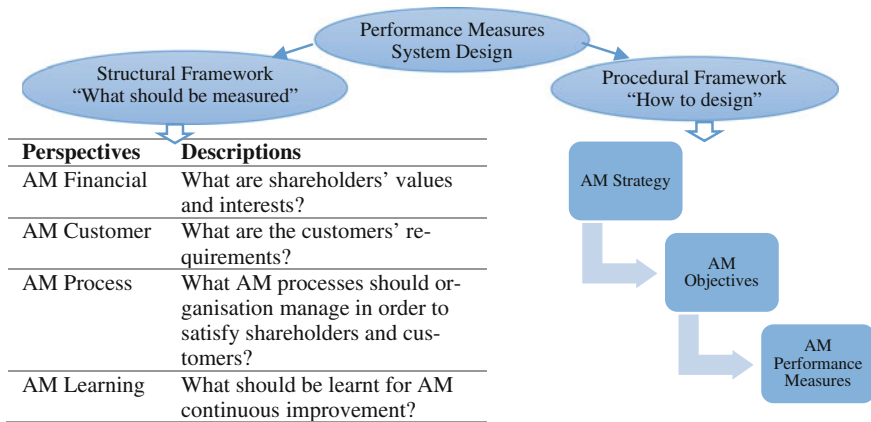 Performance Measures
System Design
Structural Framework
“What should be measured”
Procedural Framework
“How to design”
Perspectives Descriptions
AM Financial What are shareholders’ values
and interests?
AM Customer What are the customers’ re-
quirements?
AM Process What AM processes should or-
ganisation manage in order to
satisfy shareholders and cus-
tomers?
AM Learning What should be learnt for AM
continuous improvement?
AM Strategy
AM
Objectives
AM
Performance
Measures